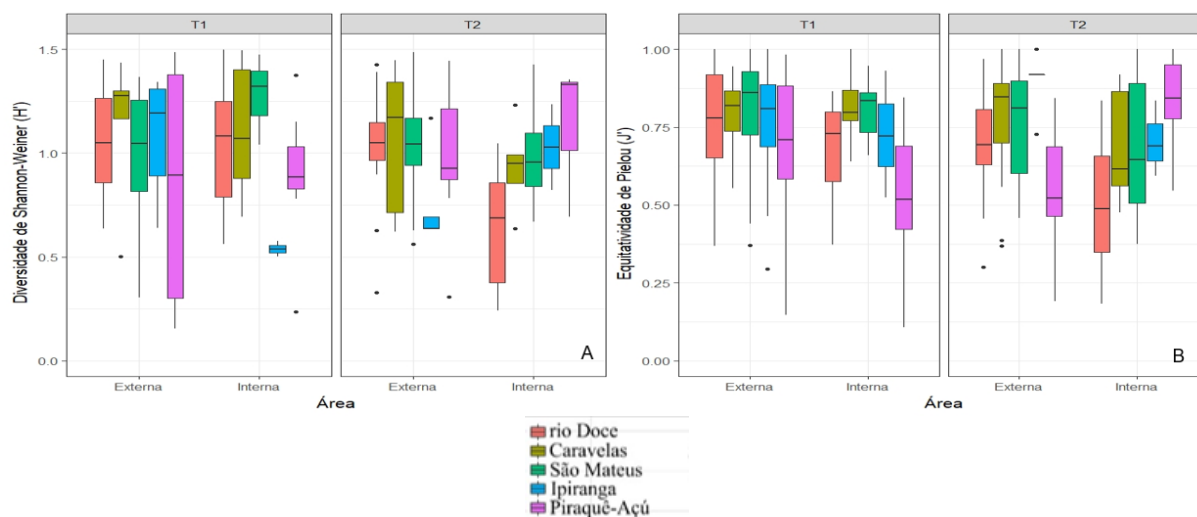 T1
T2
Diversidade de Shannon-Weiner (H')
1.5
1.0
0.5
0.0
Externa
Interna
Externa
Interna
Área
A
T1
T2
Equitatividade de Pielou (J')
1.00
0.75
0.50
0.25
0.00
Externa
Interna
Externa
Interna
Área
B
rio Doce
Caravelas
São Mateus
Ipiranga
Piraquê-Açú